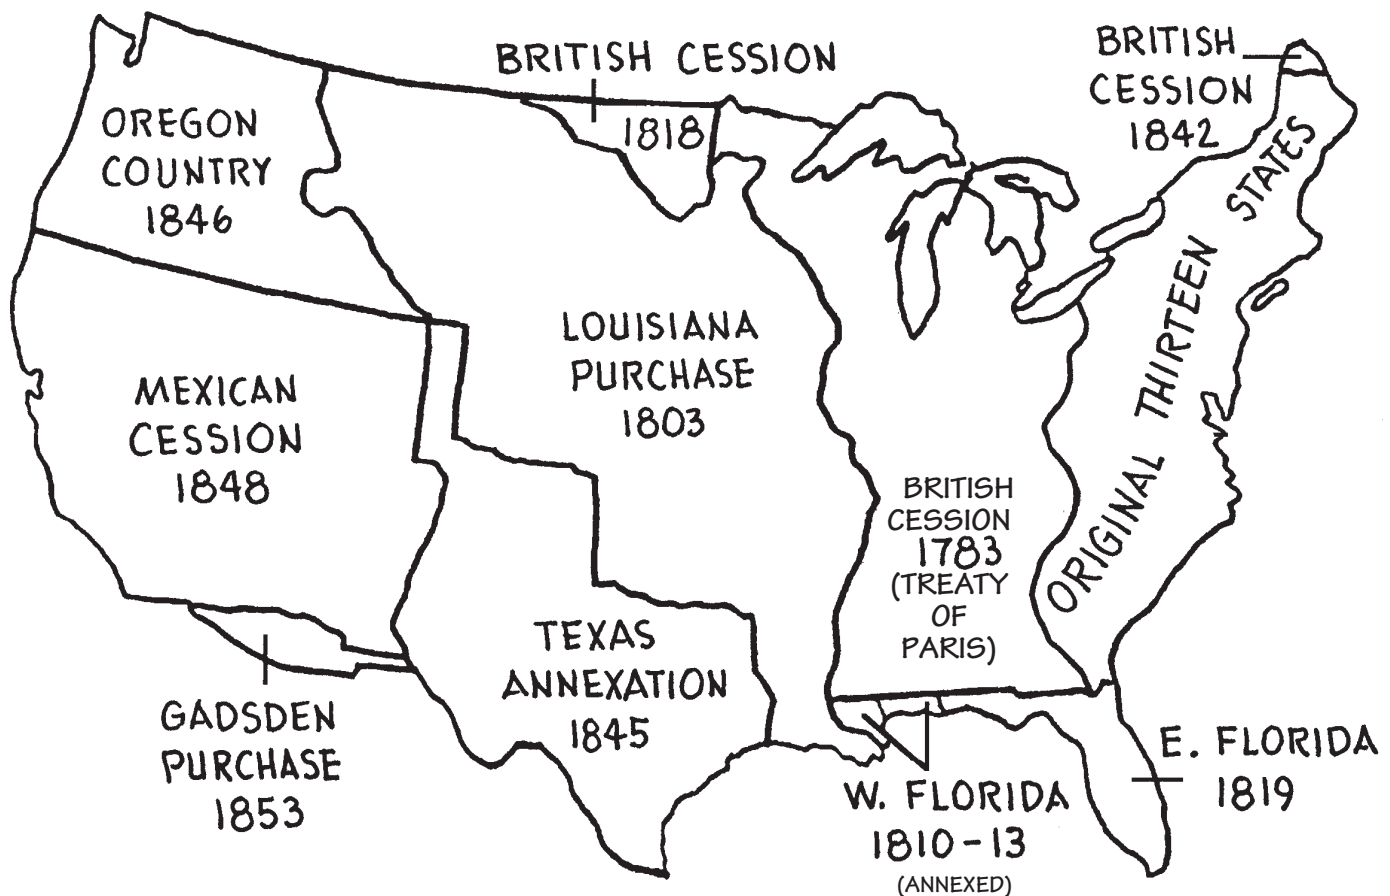 BRITISH CESSION
1818
BRITISH
CESSION
1842
OREGON
COUNTRY
1846
ORIGINAL THIRTEEN STATES
LOUISIANA
PURCHASE
1803
MEXICAN
CESSION
1848
BRITISH
CESSION
1783
(TREATY
OF
PARIS)
TEXAS
ANNEXATION
1845
GADSDEN
PURCHASE
1853
W. FLORIDA
1810-13
(ANNEXED)
E. FLORIDA
1819